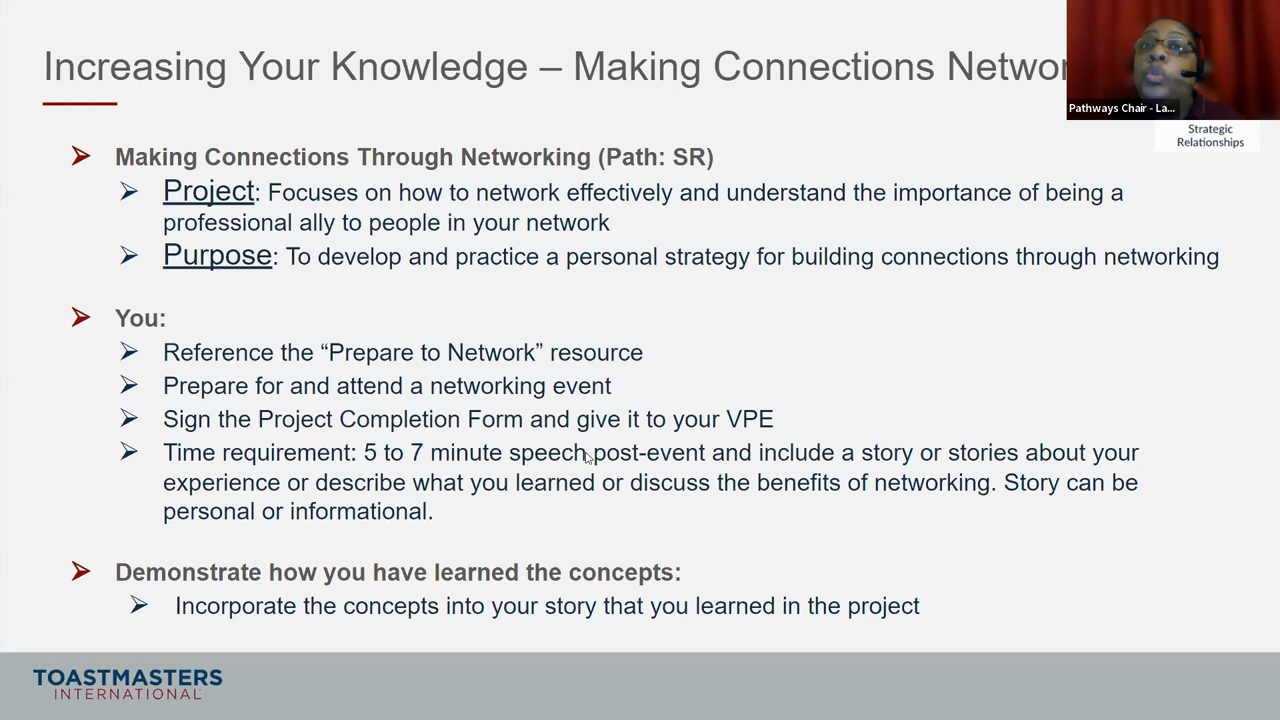 Increasing Your Knowledge – Making Connections
Pathways Chair - La...
Strategic
Relationships
Making Connections Through Networking (Path: SR)
Project: Focuses on how to network effectively and understand the importance of being a
professional ally to people in your network
Purpose: To develop and practice a personal strategy for building connections through networking
You:
Reference the “Prepare to Network” resource
Prepare for and attend a networking event
Sign the Project Completion Form and give it to your VPE
Time requirement: 5 to 7 minute speech post-event and include a story or stories about your
experience or describe what you learned or discuss the benefits of networking. Story can be
personal or informational.
Demonstrate how you have learned the concepts:
Incorporate the concepts into your story that you learned in the project
TOASTMASTERS
INTERNATIONAL